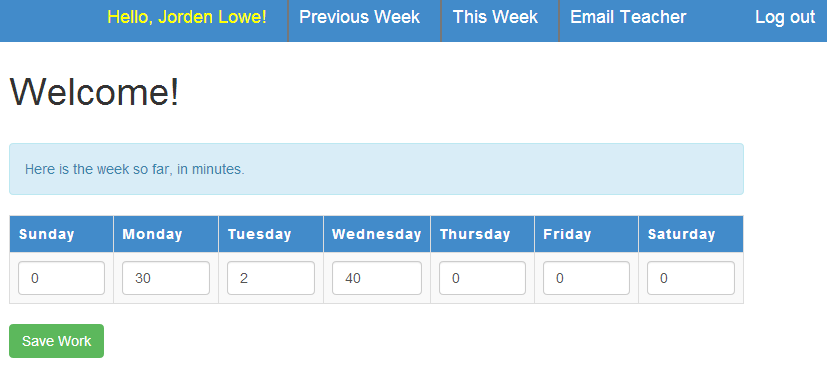 Hello, Jorden Lowe! Previous Week This Week Email Teacher Log out
Welcome!
Here is the week so far, in minutes.
Sunday Monday Tuesday Wednesday Thursday Friday Saturday
0 30 2 40 0 0 0
Save Work